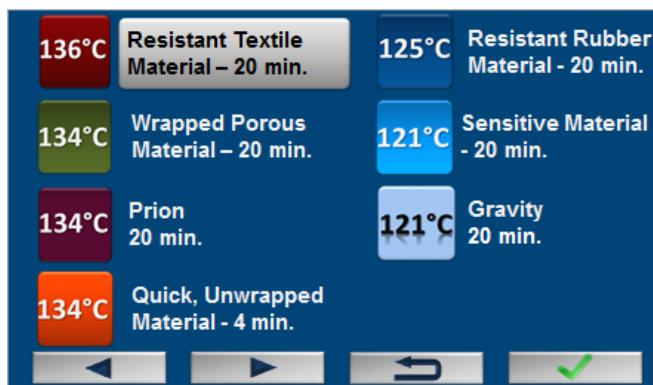 136°C
Resistant Textile
Material – 20 min.
134°C
Wrapped Porous
Material – 20 min.
134°C
Prion
20 min.
134°C
Quick, Unwrapped
Material - 4 min.
125°C
Resistant Rubber
Material - 20 min.
121°C
Sensitive Material
- 20 min.
121°C
Gravity
20 min.